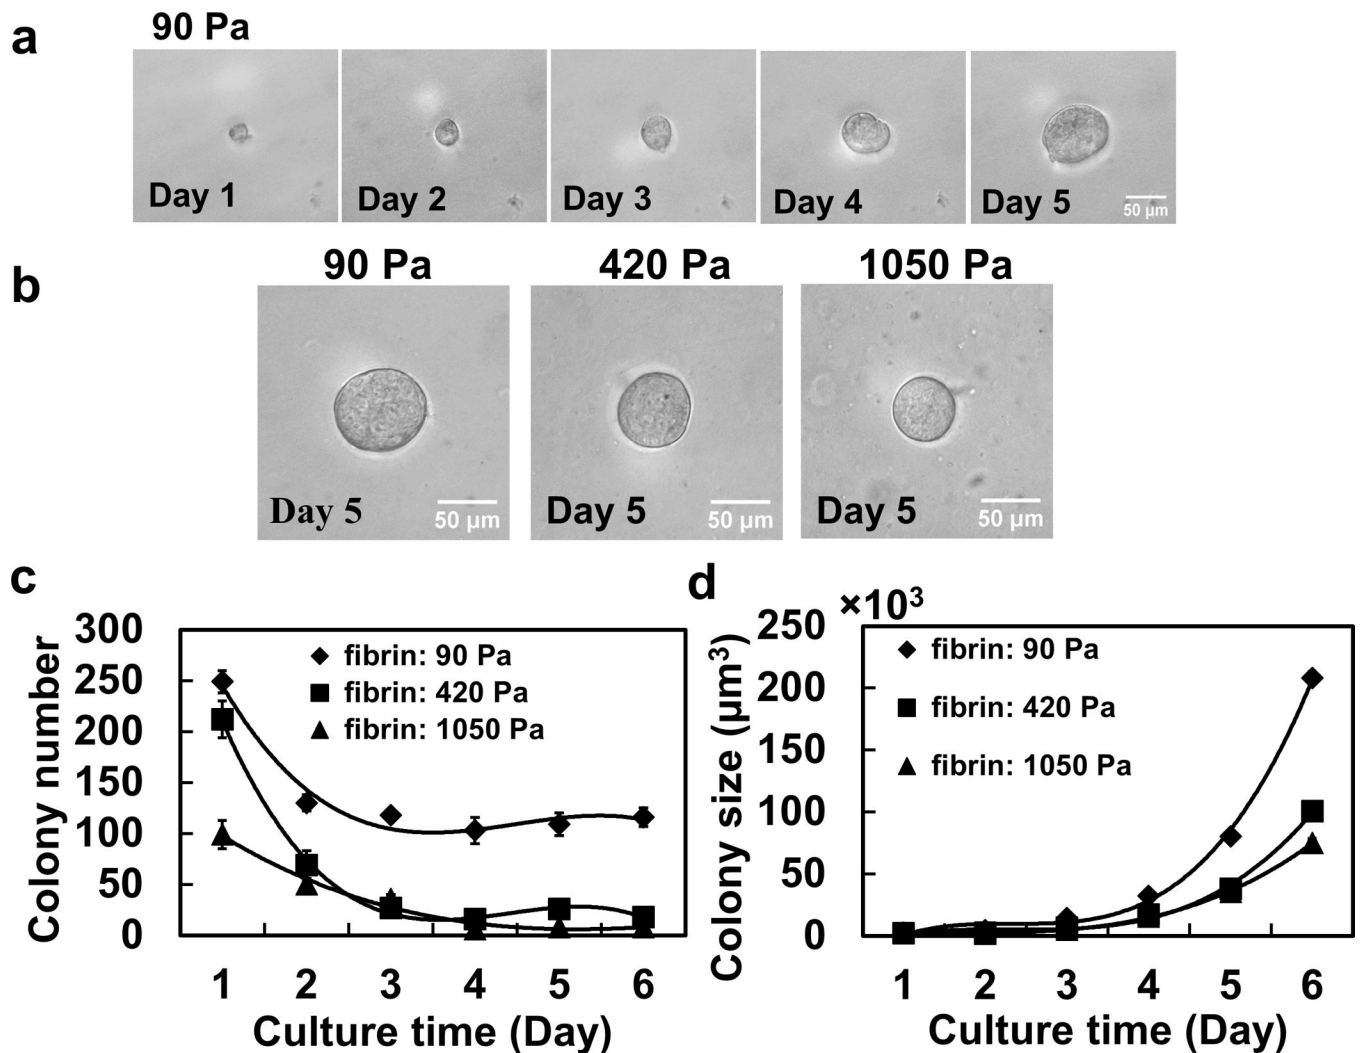 a
90 Pa
Day 1
Day 2
Day 3
Day 4
Day 5
50 µm
b
90 Pa
420 Pa
1050 Pa
Day 5
50 µm
Day 5
50 µm
Day 5
50 µm
c
Colony number
300
250
200
150
100
50
0
fibrin: 90 Pa
fibrin: 420 Pa
fibrin: 1050 Pa
1 2 3 4 5 6
Culture time (Day)
d
×10³
Colony size (µm³)
250
200
150
100
50
0
fibrin: 90 Pa
fibrin: 420 Pa
fibrin: 1050 Pa
1 2 3 4 5 6
Culture time (Day)